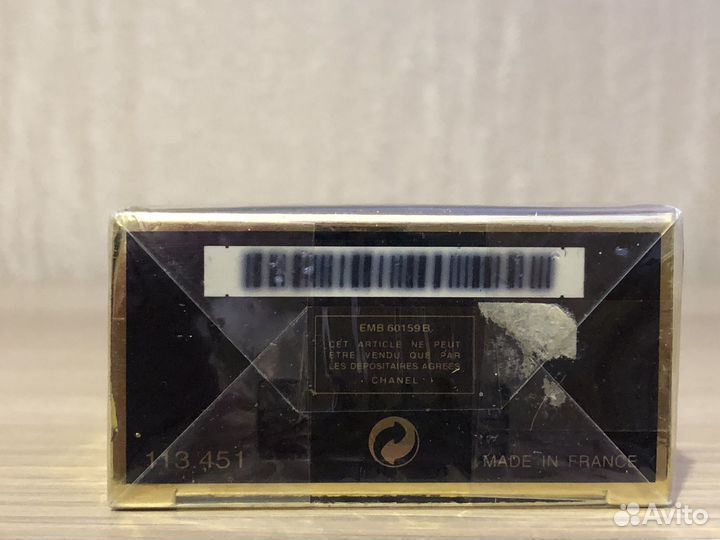 EMB 60159 B.
CET ARTICLE NE PEUT
ETRE VENDU QUE PAR
LES DEPOSITAIRES AGREES
CHANEL
113.451
MADE IN FRANCE
Avito